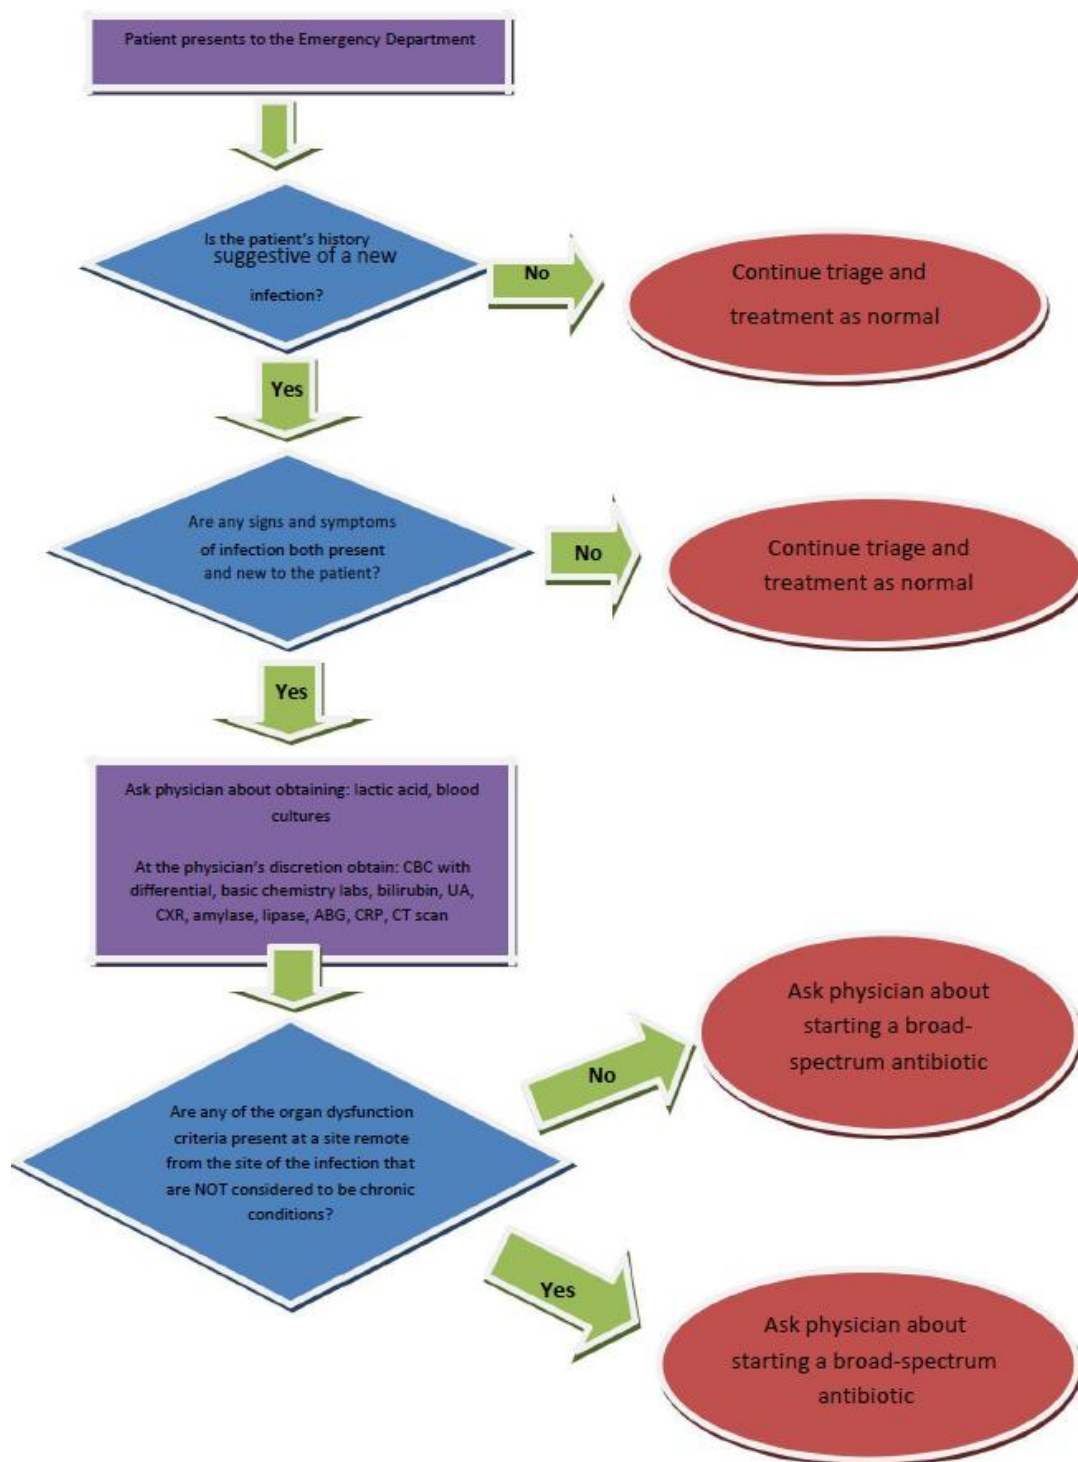 Patient presents to the Emergency Department
Is the patient's history
suggestive of a new
infection?
No
Continue triage and
treatment as normal
Yes
Are any signs and symptoms
of infection both present
and new to the patient?
No
Continue triage and
treatment as normal
Yes
Ask physician about obtaining: lactic acid, blood
cultures
At the physician's discretion obtain: CBC with
differential, basic chemistry labs, bilirubin, UA,
CXR, amylase, lipase, ABG, CRP, CT scan
Are any of the organ dysfunction
criteria present at a site remote
from the site of the infection that
are NOT considered to be chronic
conditions?
No
Ask physician about
starting a broad-
spectrum antibiotic
Yes
Ask physician about
starting a broad-spectrum
antibiotic